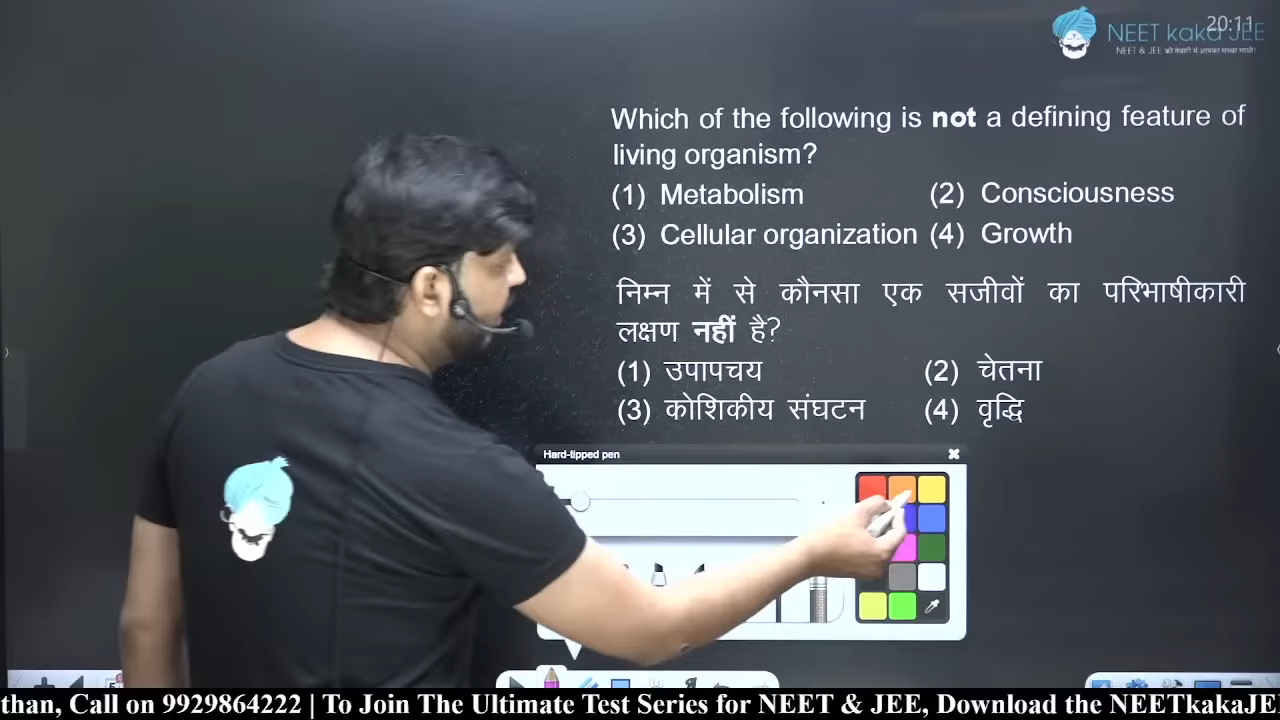 20:11
NEET kaka JEE
NEET & JEE की तैयारी में आपका सच्चा साथी!
Which of the following is not a defining feature of
living organism?
(1) Metabolism (2) Consciousness
(3) Cellular organization (4) Growth
निम्न में से कौनसा एक सजीवों का परिभाषीकारी
लक्षण नहीं है?
(1) उपापचय (2) चेतना
(3) कोशिकीय संघटन (4) वृद्धि
Hard-tipped pen
than, Call on 9929864222 | To Join The Ultimate Test Series for NEET & JEE, Download the NEETkakaJE